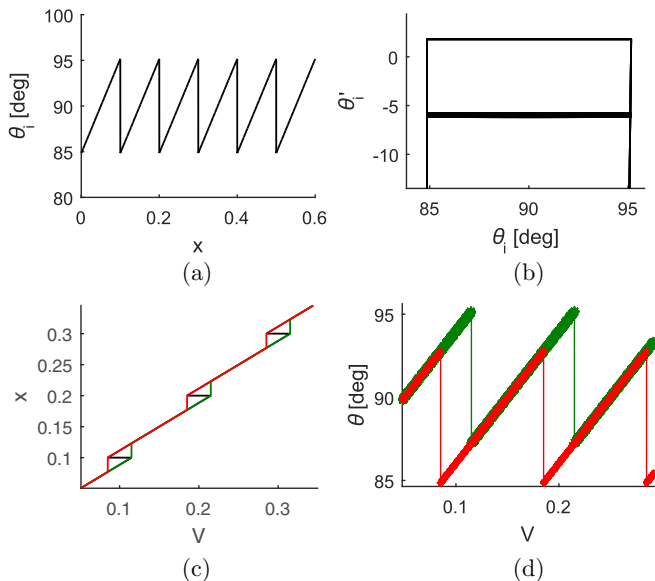 100
95
90
85
80
θi [deg]
0 0.2 0.4 0.6
x
(a)
0
-5
-10
θi'
85 90 95
θi [deg]
(b)
0.3
0.25
0.2
0.15
0.1
x
0.1 0.2 0.3
V
(c)
95
90
85
θ [deg]
0.1 0.2
V
(d)